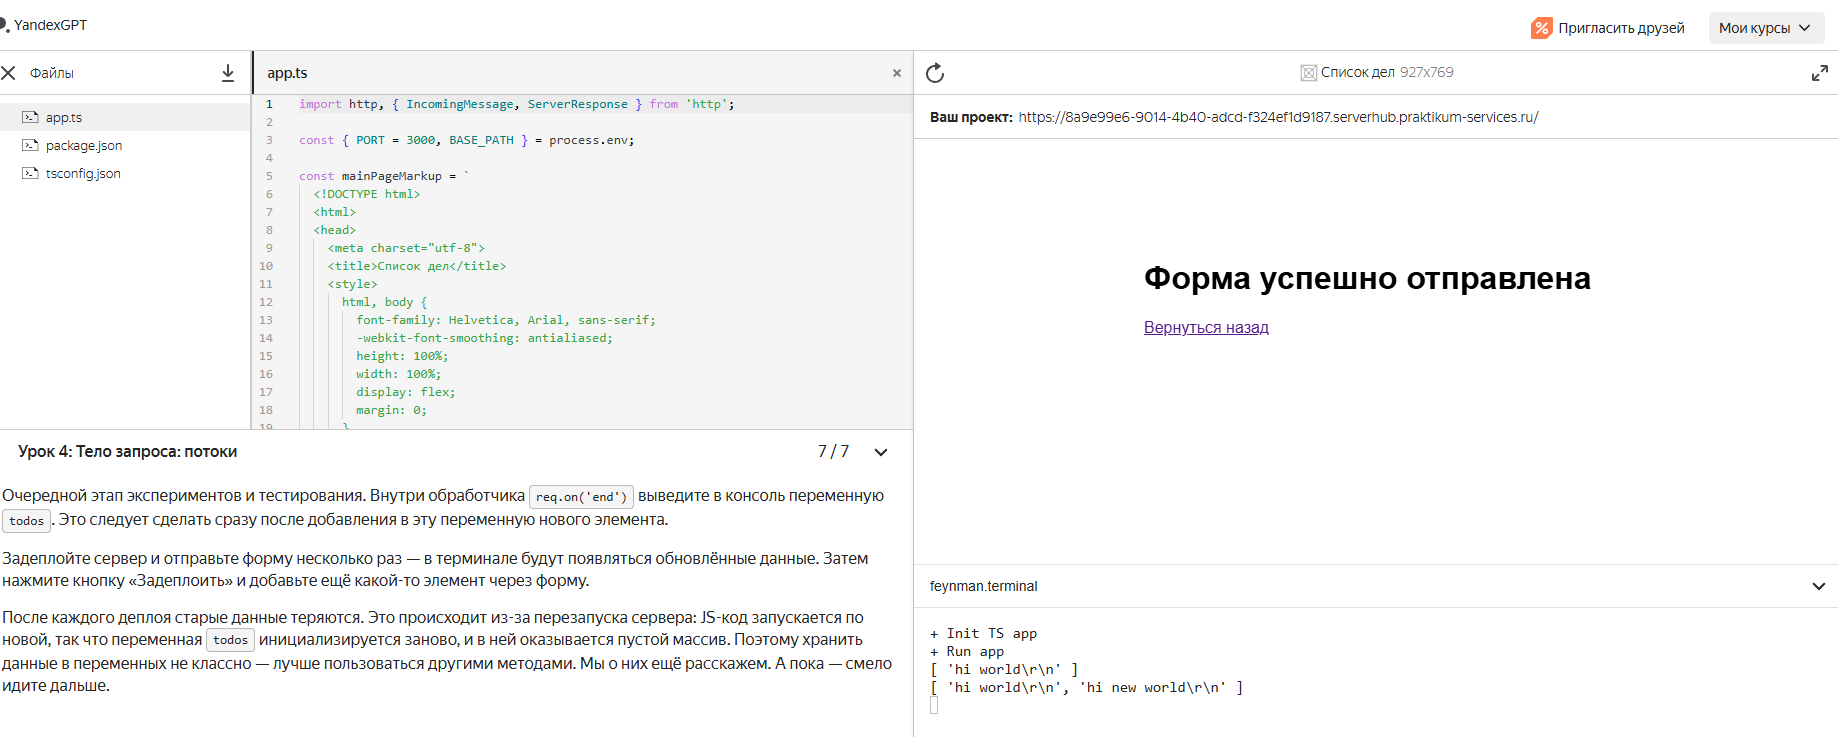 YandexGPT
Пригласить друзей
Мои курсы
Файлы
app.ts
Список дел 927x769
app.ts
package.json
tsconfig.json
1 import http, { IncomingMessage, ServerResponse } from 'http';
2
3 const { PORT = 3000, BASE_PATH } = process.env;
4
5 const mainPageMarkup = `
6 <!DOCTYPE html>
7 <html>
8 <head>
9 <meta charset="utf-8">
10 <title>Список дел</title>
11 <style>
12 html, body {
13 font-family: Helvetica, Arial, sans-serif;
14 -webkit-font-smoothing: antialiased;
15 height: 100%;
16 width: 100%;
17 display: flex;
18 margin: 0;
19 }
Урок 4: Тело запроса: потоки
7 / 7
Очередной этап экспериментов и тестирования. Внутри обработчика req.on('end') выведите в консоль переменную
todos. Это следует сделать сразу после добавления в эту переменную нового элемента.
Задеплойте сервер и отправьте форму несколько раз — в терминале будут появляться обновлённые данные. Затем
нажмите кнопку «Задеплоить» и добавьте ещё какой-то элемент через форму.
После каждого деплоя старые данные теряются. Это происходит из-за перезапуска сервера: JS-код запускается по
новой, так что переменная todos инициализируется заново, и в ней оказывается пустой массив. Поэтому хранить
данные в переменных не классно — лучше пользоваться другими методами. Мы о них ещё расскажем. А пока — смело
идите дальше.
Ваш проект: https://8a9e99e6-9014-4b40-adcd-f324ef1d9187.serverhub.praktikum-services.ru/
Форма успешно отправлена
Вернуться назад
feynman.terminal
+ Init TS app
+ Run app
[ 'hi world\r\n' ]
[ 'hi world\r\n', 'hi new world\r\n' ]